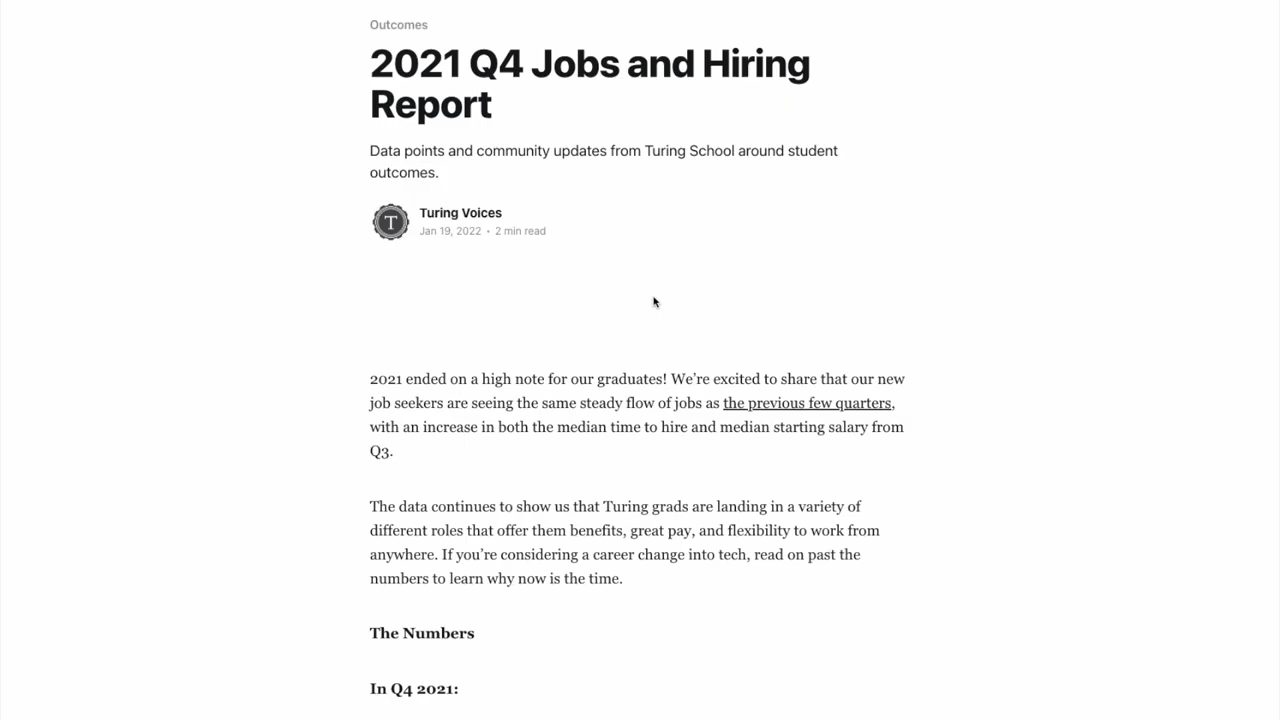 Outcomes
2021 Q4 Jobs and Hiring
Report
Data points and community updates from Turing School around student
outcomes.
T
Turing Voices
Jan 19, 2022 • 2 min read
2021 ended on a high note for our graduates! We’re excited to share that our new
job seekers are seeing the same steady flow of jobs as the previous few quarters,
with an increase in both the median time to hire and median starting salary from
Q3.
The data continues to show us that Turing grads are landing in a variety of
different roles that offer them benefits, great pay, and flexibility to work from
anywhere. If you’re considering a career change into tech, read on past the
numbers to learn why now is the time.
The Numbers
In Q4 2021: